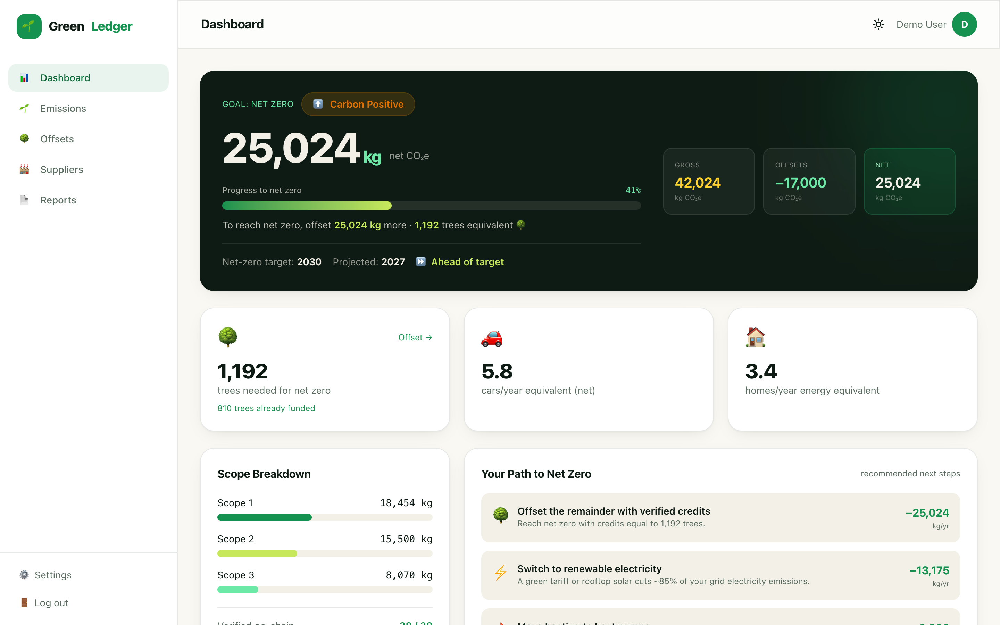 Green Ledger
Dashboard
Emissions
Offsets
Suppliers
Reports
Settings
Log out
Dashboard
Demo User
D
GOAL: NET ZERO
Carbon Positive
25,024 kg net CO₂e
Progress to net zero
41%
To reach net zero, offset 25,024 kg more · 1,192 trees equivalent
Net-zero target: 2030 Projected: 2027 Ahead of target
GROSS
42,024
kg CO₂e
OFFSETS
−17,000
kg CO₂e
NET
25,024
kg CO₂e
Offset →
1,192
trees needed for net zero
810 trees already funded
5.8
cars/year equivalent (net)
3.4
homes/year energy equivalent
Scope Breakdown
Scope 1 18,454 kg
Scope 2 15,500 kg
Scope 3 8,070 kg
Your Path to Net Zero
recommended next steps
Offset the remainder with verified credits
Reach net zero with credits equal to 1,192 trees.
−25,024
kg/yr
Switch to renewable electricity
A green tariff or rooftop solar cuts ~85% of your grid electricity emissions.
−13,175
kg/yr